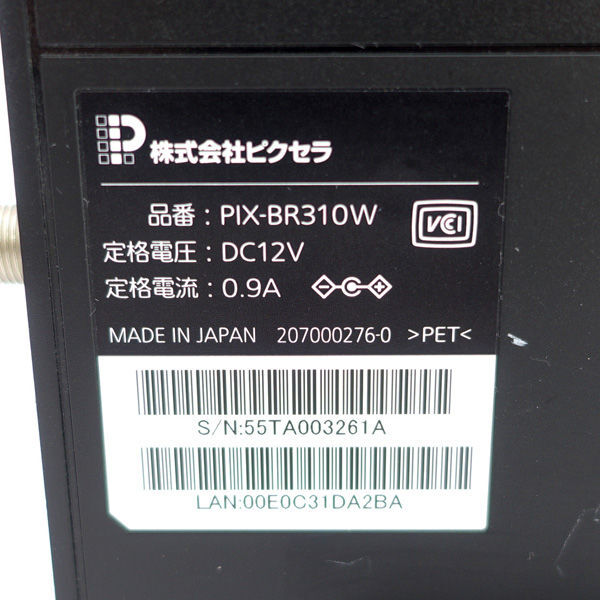 株式会社ピクセラ
品番 : PIX-BR310W
VCCI
定格電圧 : DC12V
定格電流 : 0.9A
MADE IN JAPAN 207000276-0 >PET<
S/N:55TA003261A
LAN:00E0C31DA2BA